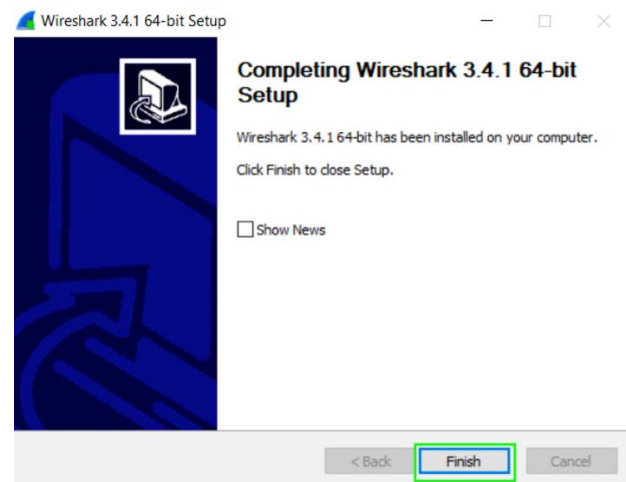 Wireshark 3.4.1 64-bit Setup
Completing Wireshark 3.4.1 64-bit
Setup
Wireshark 3.4.1 64-bit has been installed on your computer.
Click Finish to close Setup.
Show News
< Back Finish Cancel